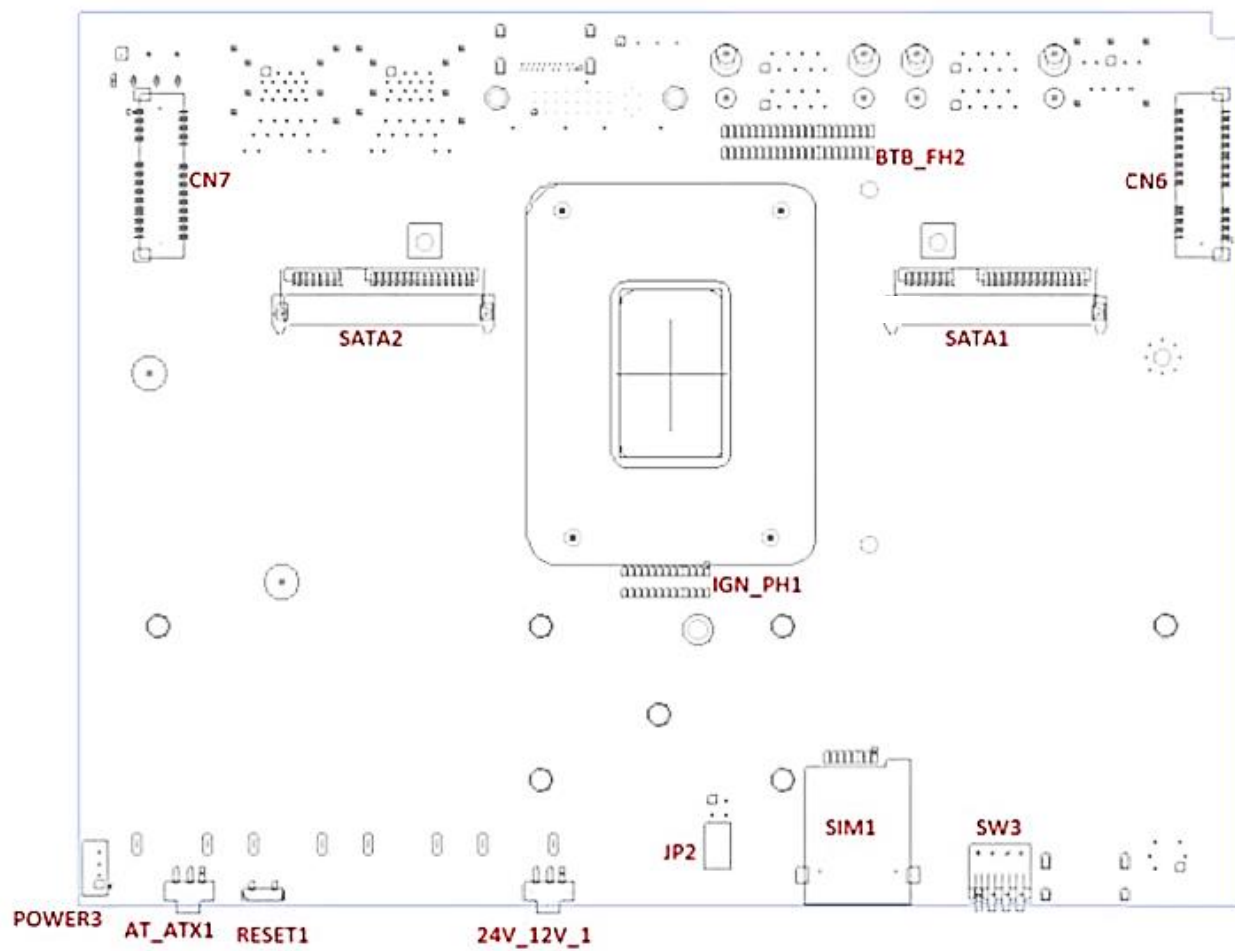 BTB_FH2
CN7
CN6
SATA2
SATA1
IGN_PH1
SIM1
SW3
JP2
POWER3
AT_ATX1
RESET1
24V_12V_1